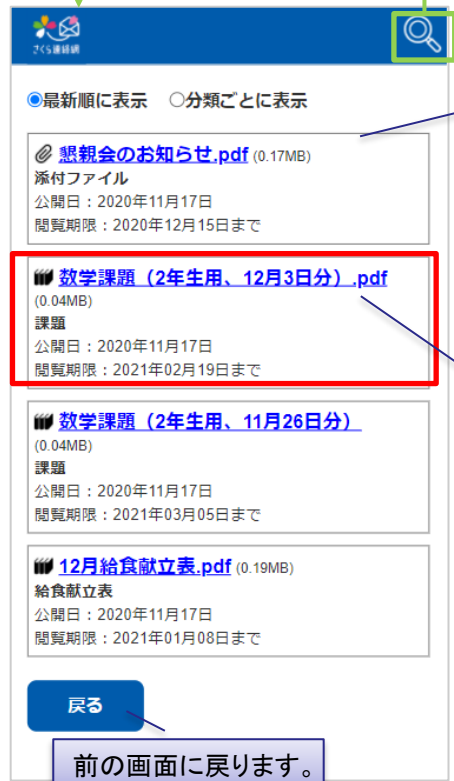 さくら連絡網
最新順に表示 分類ごとに表示
懇親会のお知らせ.pdf (0.17MB)
添付ファイル
公開日：2020年11月17日
閲覧期限：2020年12月15日まで
数学課題（2年生用、12月3日分）.pdf
(0.04MB)
課題
公開日：2020年11月17日
閲覧期限：2021年02月19日まで
数学課題（2年生用、11月26日分）
(0.04MB)
課題
公開日：2020年11月17日
閲覧期限：2021年03月05日まで
12月給食献立表.pdf (0.19MB)
給食献立表
公開日：2020年11月17日
閲覧期限：2021年01月08日まで
戻る
前の画面に戻ります。